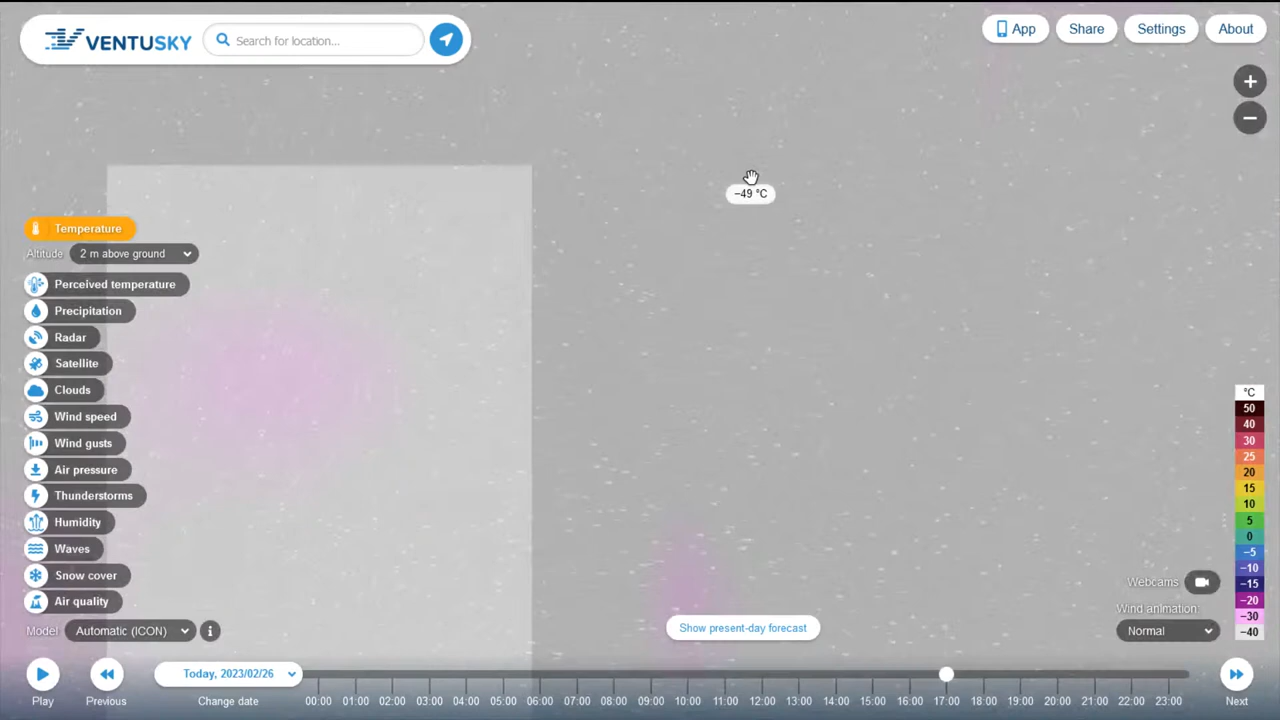 VENTUSKY
Search for location...
App
Share
Settings
About
+
−
−49 °C
Temperature
Altitude
2 m above ground
Perceived temperature
Precipitation
Radar
Satellite
Clouds
Wind speed
Wind gusts
Air pressure
Thunderstorms
Humidity
Waves
Snow cover
Air quality
Model
Automatic (ICON)
i
°C
50
40
30
25
20
15
10
5
0
−5
−10
−15
−20
−30
−40
Webcams
Wind animation:
Normal
Show present-day forecast
Play
Previous
Today, 2023/02/26
Change date
00:00 01:00 02:00 03:00 04:00 05:00 06:00 07:00 08:00 09:00 10:00 11:00 12:00 13:00 14:00 15:00 16:00 17:00 18:00 19:00 20:00 21:00 22:00 23:00
Next